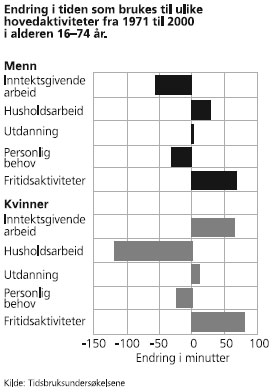 Endring i tiden som brukes til ulike
hovedaktiviteter fra 1971 til 2000
i alderen 16–74 år.
Menn
Inntektsgivende
arbeid
Husholdsarbeid
Utdanning
Personlig
behov
Fritidsaktiviteter
Kvinner
Inntektsgivende
arbeid
Husholdsarbeid
Utdanning
Personlig
behov
Fritidsaktiviteter
-150 -100 -50 0 50 100
Endring i minutter
Kilde: Tidsbruksundersøkelsene